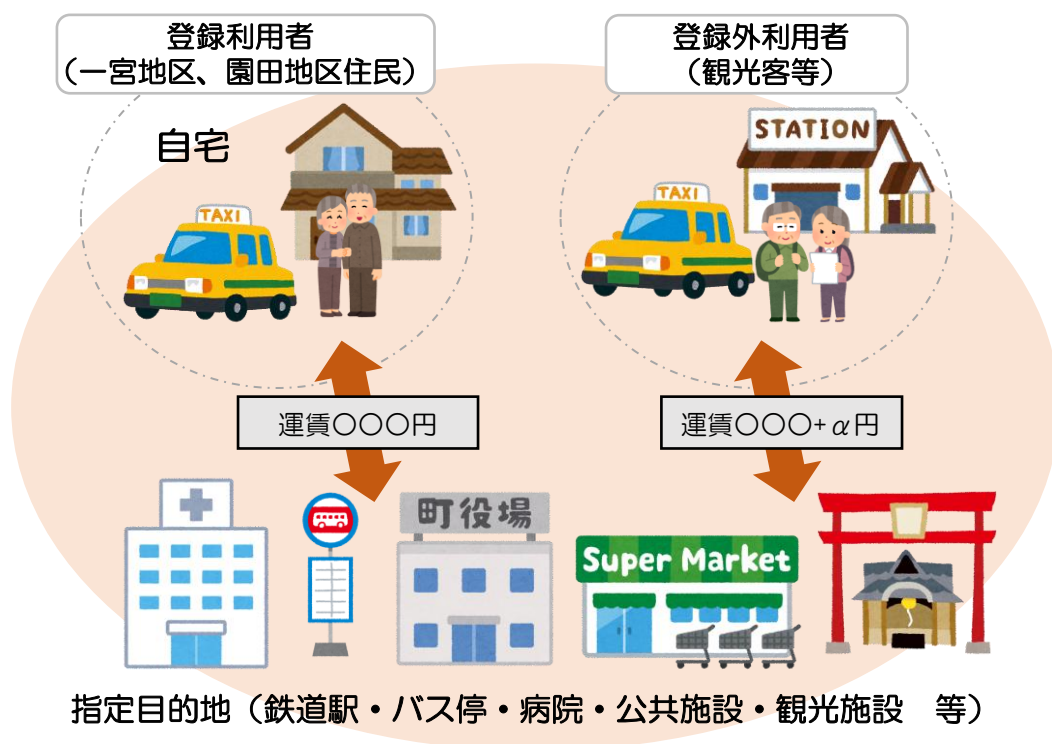 登録利用者
（一宮地区、園田地区住民）
登録外利用者
（観光客等）
自宅
STATION
TAXI
TAXI
運賃〇〇〇円
運賃〇〇〇+α円
町役場
Super Market
指定目的地（鉄道駅・バス停・病院・公共施設・観光施設　等）